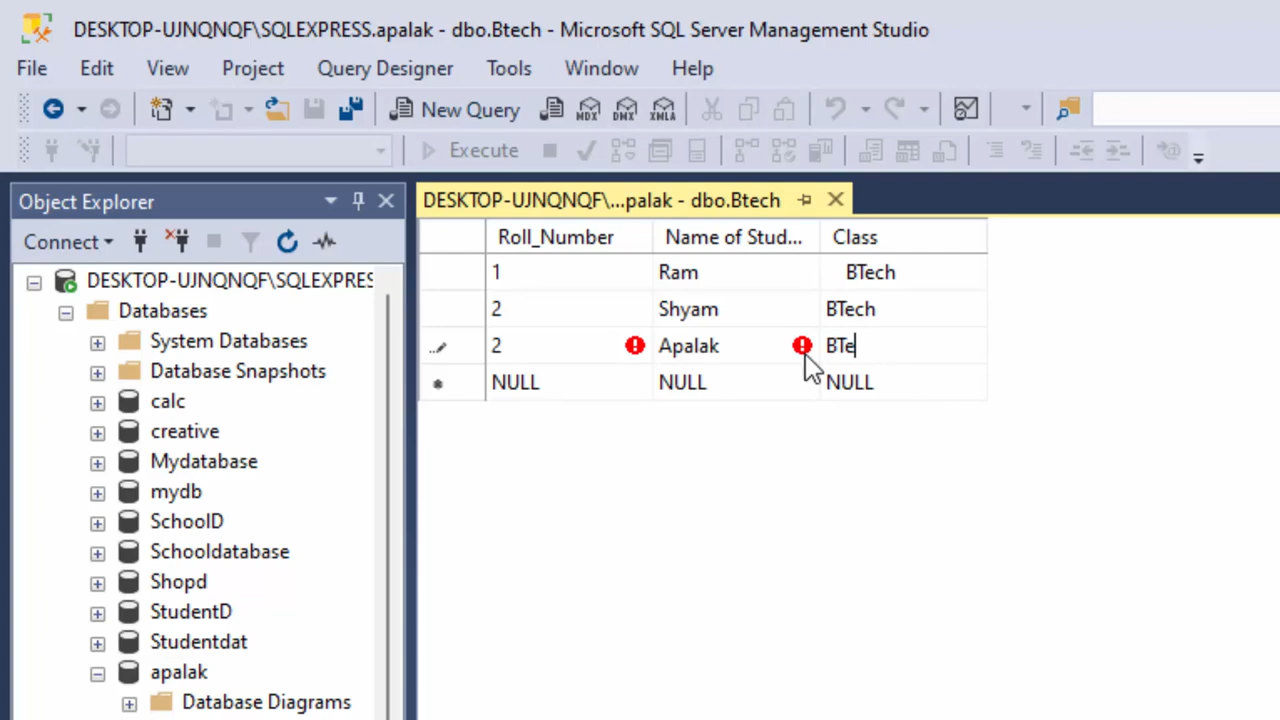 DESKTOP-UJNQNQF\SQLEXPRESS.apalak - dbo.Btech - Microsoft SQL Server Management Studio
File Edit View Project Query Designer Tools Window Help
New Query MDX DMX XMLA
Execute
Object Explorer
DESKTOP-UJNQNQF\...palak - dbo.Btech
Connect
Roll_Number Name of Stud... Class
DESKTOP-UJNQNQF\SQLEXPRES
1 Ram BTech
Databases
2 Shyam BTech
System Databases
2 Apalak BTe
Database Snapshots
NULL NULL NULL
calc
creative
Mydatabase
mydb
SchoolD
Schooldatabase
Shopd
StudentD
Studentdat
apalak
Database Diagrams